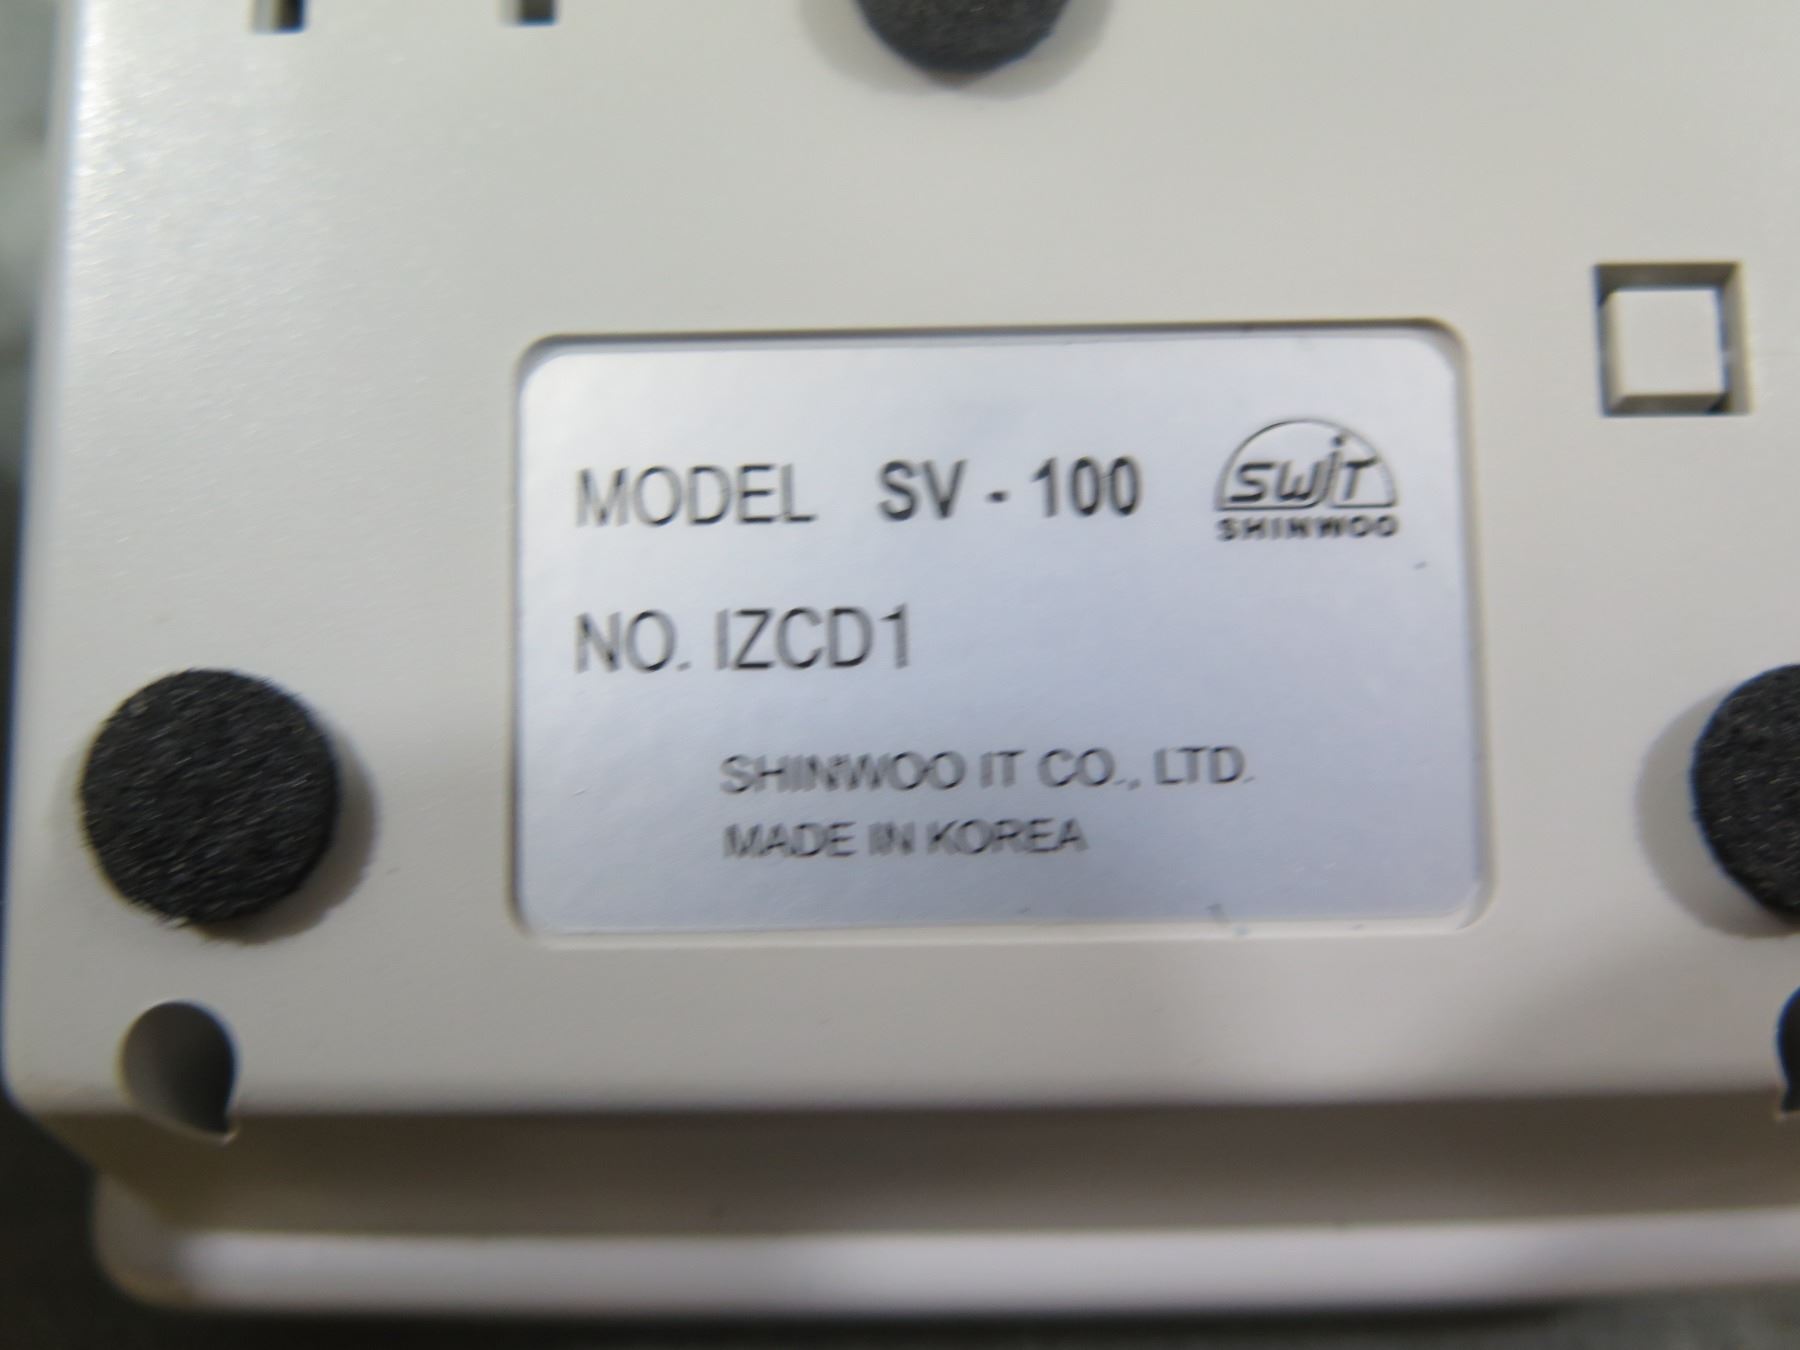 MODEL SV - 100
SWIT
SHINWOO
NO. IZCD1
SHINWOO IT CO., LTD.
MADE IN KOREA